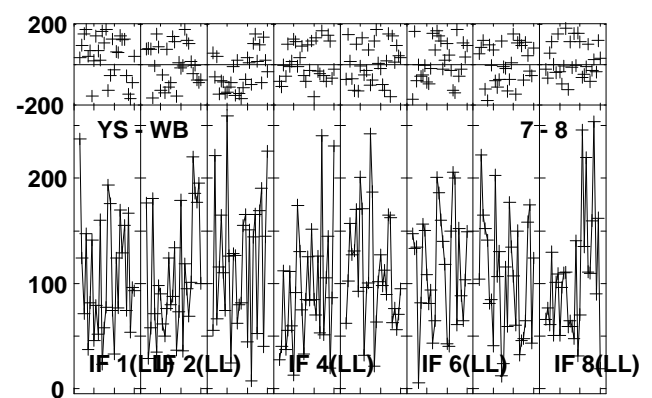 200
-200
YS - WB 7 - 8
200
100
IF 1(LL) IF 2(LL) IF 4(LL) IF 6(LL) IF 8(LL)
0